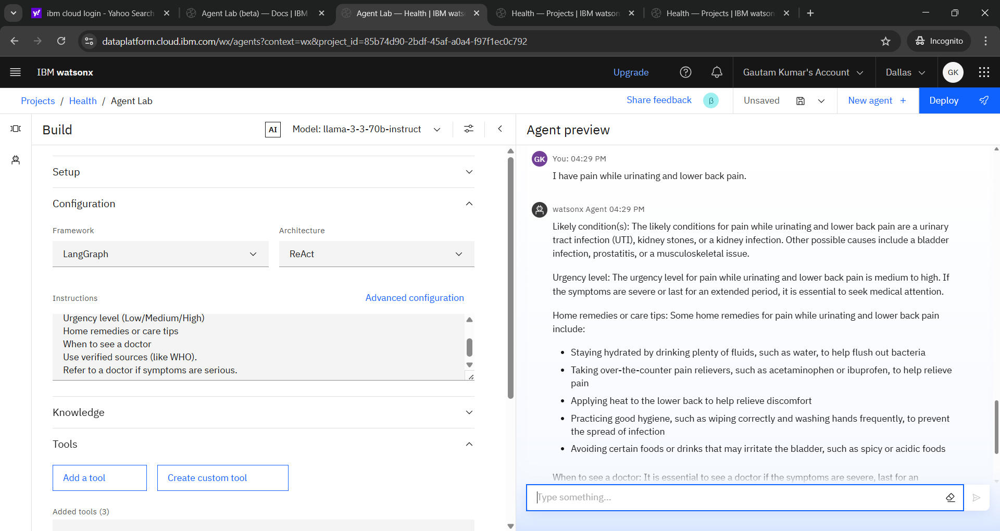 ibm cloud login - Yahoo Search
Agent Lab (beta) — Docs | IBM
Agent Lab — Health | IBM wats
Health — Projects | IBM watson
Health — Projects | IBM watson
dataplatform.cloud.ibm.com/wx/agents?context=wx&project_id=85b74d90-2bdf-45af-a0a4-f97f1ec0c792
Incognito
IBM watsonx
Upgrade
Gautam Kumar's Account
Dallas
GK
Projects / Health / Agent Lab
Share feedback
β
Unsaved
New agent +
Deploy
Build
AI
Model: llama-3-3-70b-instruct
Setup
Configuration
Framework
Architecture
LangGraph
ReAct
Instructions
Advanced configuration
Urgency level (Low/Medium/High)
Home remedies or care tips
When to see a doctor
Use verified sources (like WHO).
Refer to a doctor if symptoms are serious.
Knowledge
Tools
Add a tool
Create custom tool
Added tools (3)
Agent preview
GK
You: 04:29 PM
I have pain while urinating and lower back pain.
watsonx Agent 04:29 PM
Likely condition(s): The likely conditions for pain while urinating and lower back pain are a urinary
tract infection (UTI), kidney stones, or a kidney infection. Other possible causes include a bladder
infection, prostatitis, or a musculoskeletal issue.
Urgency level: The urgency level for pain while urinating and lower back pain is medium to high. If
the symptoms are severe or last for an extended period, it is essential to seek medical attention.
Home remedies or care tips: Some home remedies for pain while urinating and lower back pain
include:
• Staying hydrated by drinking plenty of fluids, such as water, to help flush out bacteria
• Taking over-the-counter pain relievers, such as acetaminophen or ibuprofen, to help relieve
pain
• Applying heat to the lower back to help relieve discomfort
• Practicing good hygiene, such as wiping correctly and washing hands frequently, to prevent
the spread of infection
• Avoiding certain foods or drinks that may irritate the bladder, such as spicy or acidic foods
When to see a doctor: It is essential to see a doctor if the symptoms are severe, last for an
Type something...